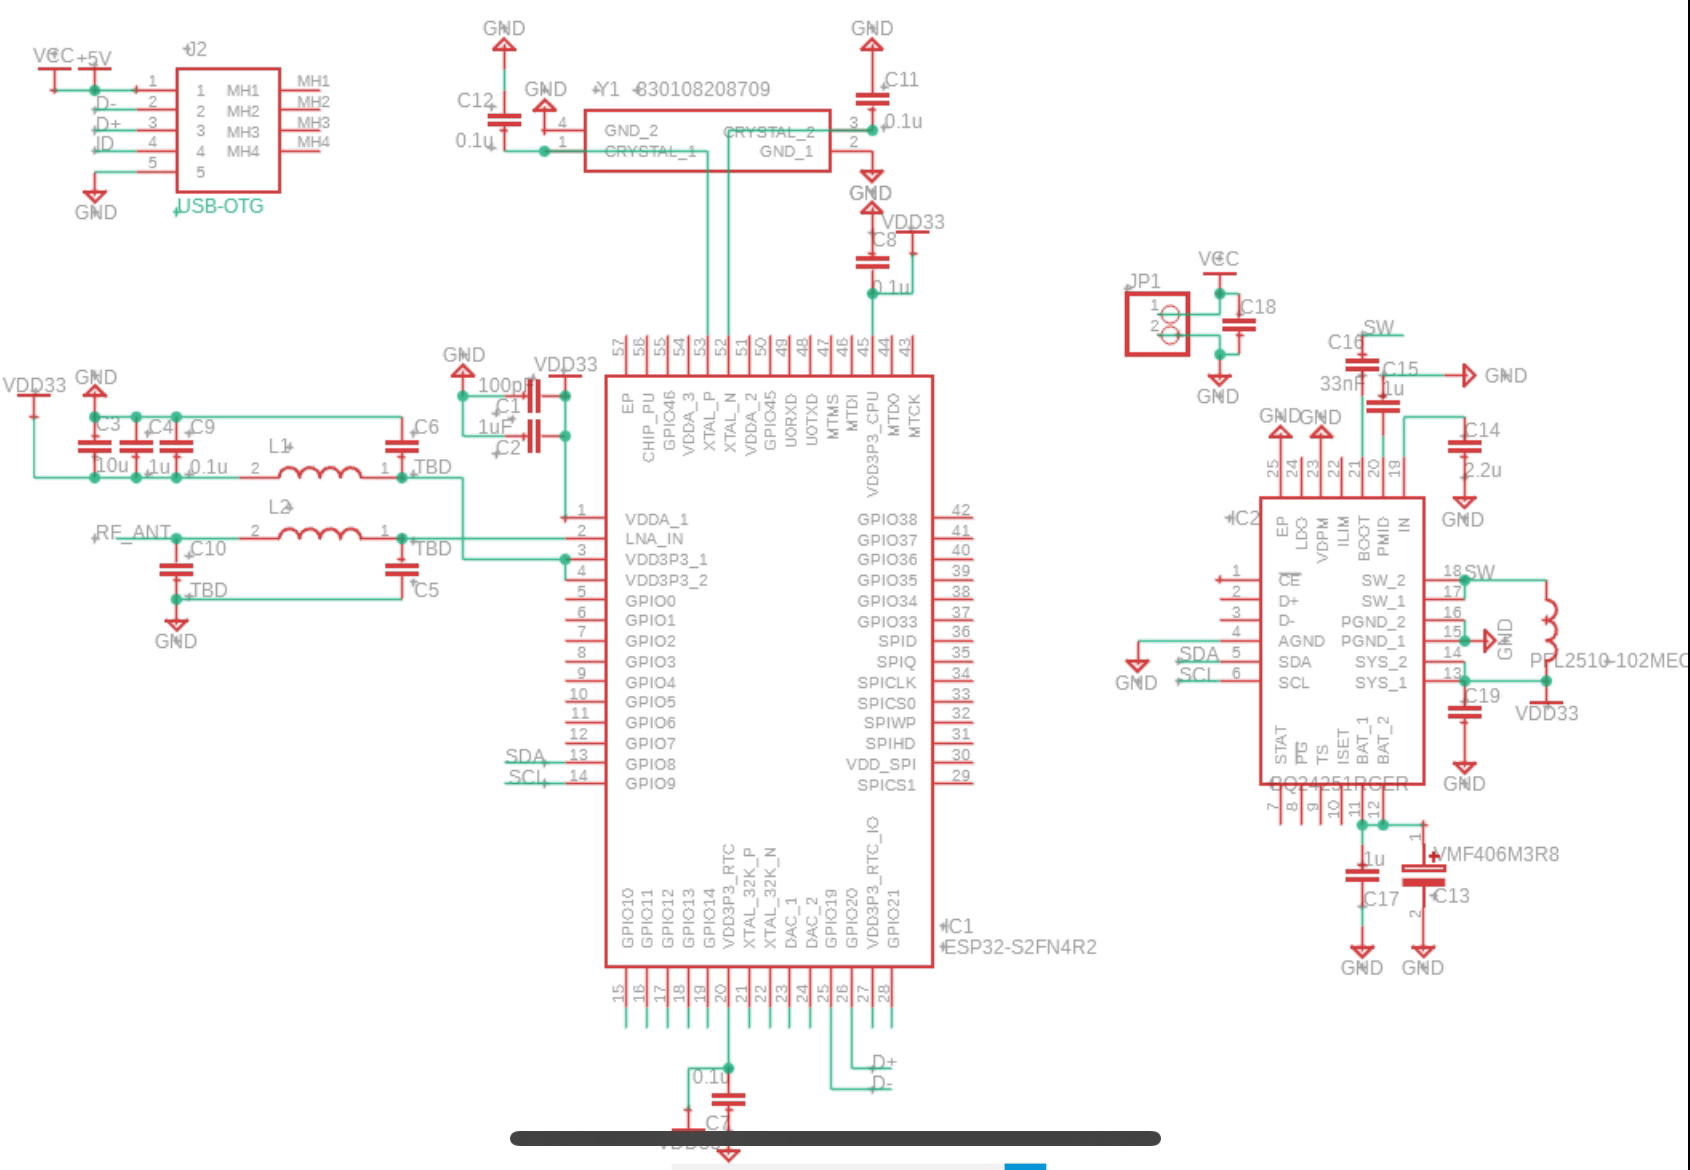 VCC +5V
J2
1 1 MH1 MH1
D- 2 2 MH2 MH2
D+ 3 3 MH3 MH3
ID 4 4 MH4 MH4
5 5
GND
USB-OTG
GND
C12
0.1u
GND
Y1 830108208709
4 GND_2
1 CRYSTAL_1
CRYSTAL_2 3
GND_1 2
GND
C11
0.1u
GND
C8
0.1u
VDD33
VDD33
GND
C3 C4 C9
10u 1u 0.1u
L1
2 1
C6
TBD
RF_ANT
L2
2 1
C10
TBD
TBD
C5
GND
GND
100pF
C1
1uF
C2
VDD33
57 56 55 54 53 52 51 50 49 48 47 46 45 44 43
EP CHIP_PU GPIO46 VDDA_3 XTAL_P XTAL_N VDDA_2 GPIO45 U0RXD U0TXD MTMS MTDI VDD3P3_CPU MTDO MTCK
1 VDDA_1
2 LNA_IN
3 VDD3P3_1
4 VDD3P3_2
5 GPIO0
6 GPIO1
7 GPIO2
8 GPIO3
9 GPIO4
10 GPIO5
11 GPIO6
12 GPIO7
SDA 13 GPIO8
SCL 14 GPIO9
GPIO38 42
GPIO37 41
GPIO36 40
GPIO35 39
GPIO34 38
GPIO33 37
SPID 36
SPIQ 35
SPICLK 34
SPICS0 33
SPIWP 32
SPIHD 31
VDD_SPI 30
SPICS1 29
GPIO10 GPIO11 GPIO12 GPIO13 GPIO14 VDD3P3_RTC XTAL_32K_P XTAL_32K_N DAC_1 DAC_2 GPIO19 GPIO20 VDD3P3_RTC_IO GPIO21
15 16 17 18 19 20 21 22 23 24 25 26 27 28
IC1
ESP32-S2FN4R2
D+
D-
0.1u
C7
JP1
1
2
VCC
C18
GND
SW
C16
33nF
C15
1u
GND
GND GND
C14
2.2u
GND
25 24 23 22 21 20 19
IC2
EP LDO VDPM ILIM BOOT PMID IN
1 CE
2 D+
3 D-
4 AGND
SDA 5 SDA
SCL 6 SCL
GND
SW_2 18 SW
SW_1 17
PGND_2 16
PGND_1 15 GND
SYS_2 14
SYS_1 13
PFL2510-102MEC
C19
VDD33
GND
STAT PG TS ISET BAT_1 BAT_2
BQ24251RGER
7 8 9 10 11 12
1u
C17
GND
1
VMF406M3R8
C13
2
GND